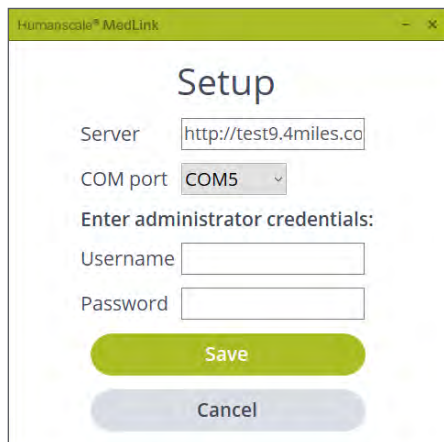 Humanscale® MedLink
Setup
Server http://test9.4miles.co
COM port COM5
Enter administrator credentials:
Username
Password
Save
Cancel